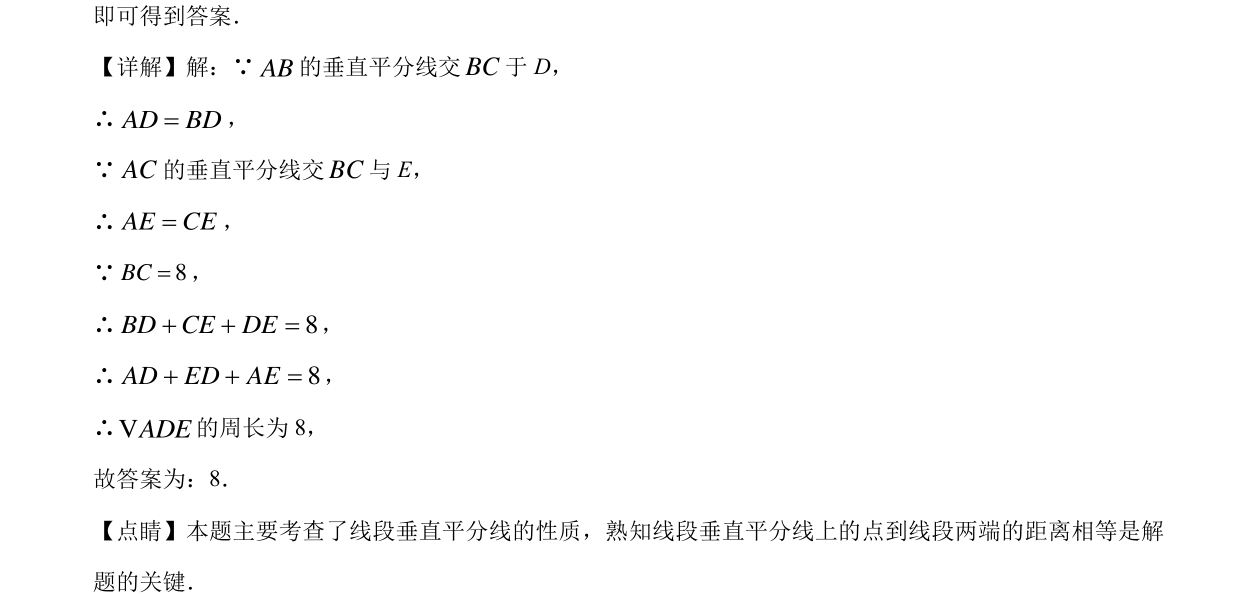 即可得到答案．
【详解】解：∵ AB 的垂直平分线交 BC 于 D，
∴ AD = BD，
∵ AC 的垂直平分线交 BC 与 E，
∴ AE = CE，
∵ BC = 8，
∴ BD + CE + DE = 8，
∴ AD + ED + AE = 8，
∴ VADE 的周长为 8，
故答案为：8．
【点睛】本题主要考查了线段垂直平分线的性质，熟知线段垂直平分线上的点到线段两端的距离相等是解
题的关键．